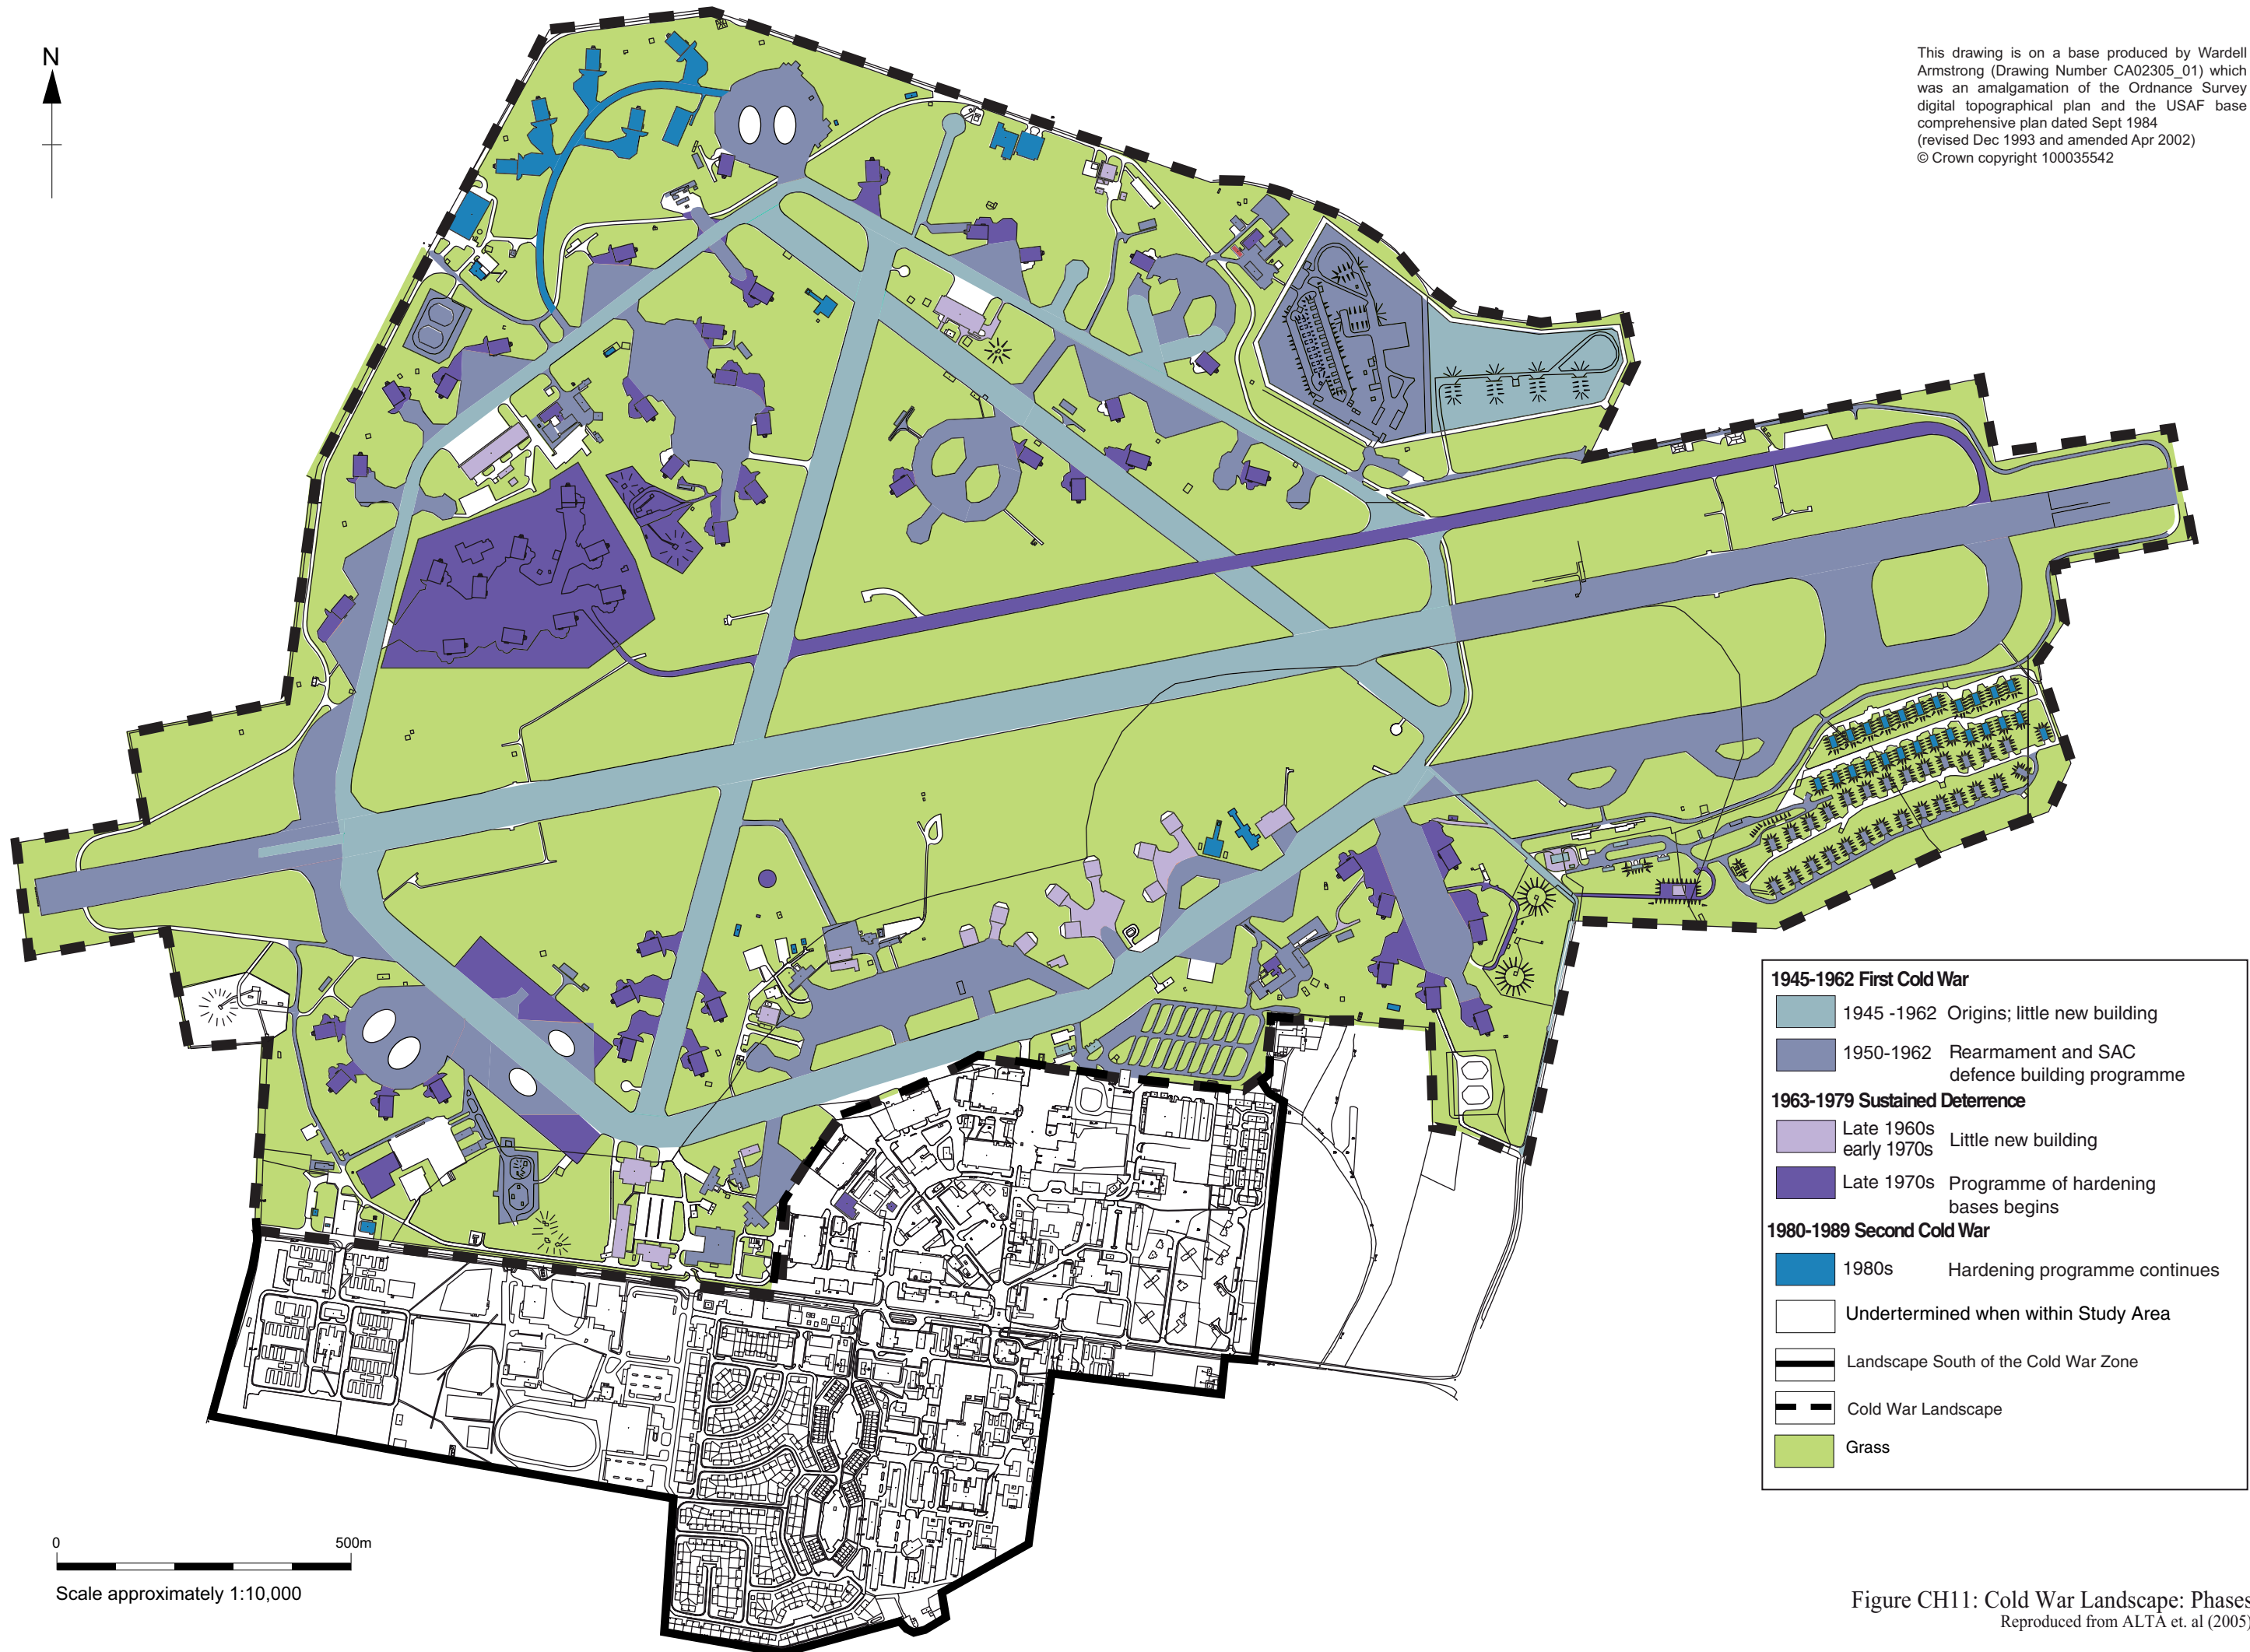 N
This drawing is on a base produced by Wardell
Armstrong (Drawing Number CA02305_01) which
was an amalgamation of the Ordnance Survey
digital topographical plan and the USAF base
comprehensive plan dated Sept 1984
(revised Dec 1993 and amended Apr 2002)
© Crown copyright 100035542
1945-1962 First Cold War
1945 -1962 Origins; little new building
1950-1962 Rearmament and SAC
defence building programme
1963-1979 Sustained Deterrence
Late 1960s
early 1970s Little new building
Late 1970s Programme of hardening
bases begins
1980-1989 Second Cold War
1980s Hardening programme continues
Undertermined when within Study Area
Landscape South of the Cold War Zone
Cold War Landscape
Grass
0 500m
Scale approximately 1:10,000
Figure CH11: Cold War Landscape: Phases
Reproduced from ALTA et. al (2005)